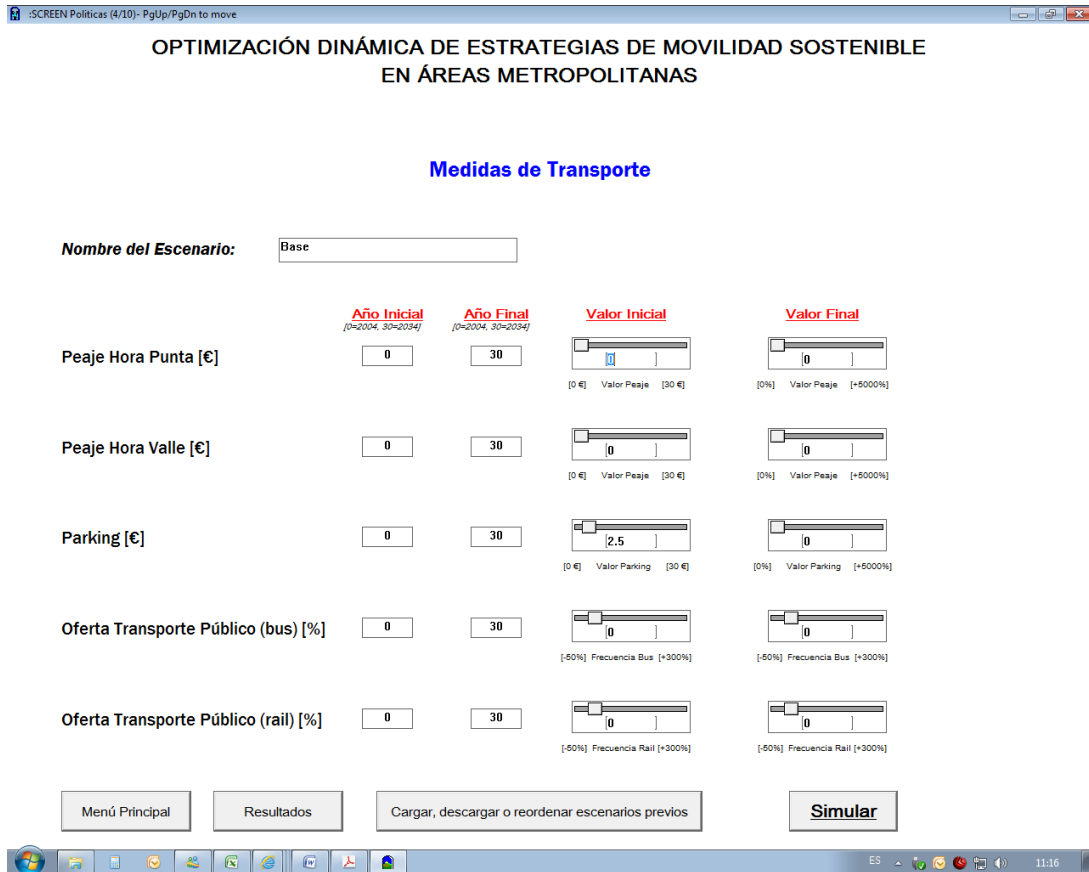 :SCREEN Politicas (4/10)- PgUp/PgDn to move
OPTIMIZACIÓN DINÁMICA DE ESTRATEGIAS DE MOVILIDAD SOSTENIBLE
EN ÁREAS METROPOLITANAS
Medidas de Transporte
Nombre del Escenario: Base
Año Inicial Año Final Valor Inicial Valor Final
[0=2004, 30=2034] [0=2004, 30=2034]
Peaje Hora Punta [€] 0 30 [0 ] [0 ]
[0 €] Valor Peaje [30 €] [0%] Valor Peaje [+5000%]
Peaje Hora Valle [€] 0 30 [0 ] [0 ]
[0 €] Valor Peaje [30 €] [0%] Valor Peaje [+5000%]
Parking [€] 0 30 [2.5 ] [0 ]
[0 €] Valor Parking [30 €] [0%] Valor Parking [+5000%]
Oferta Transporte Público (bus) [%] 0 30 [0 ] [0 ]
[-50%] Frecuencia Bus [+300%] [-50%] Frecuencia Bus [+300%]
Oferta Transporte Público (rail) [%] 0 30 [0 ] [0 ]
[-50%] Frecuencia Rail [+300%] [-50%] Frecuencia Rail [+300%]
Menú Principal Resultados Cargar, descargar o reordenar escenarios previos Simular
ES 11:16